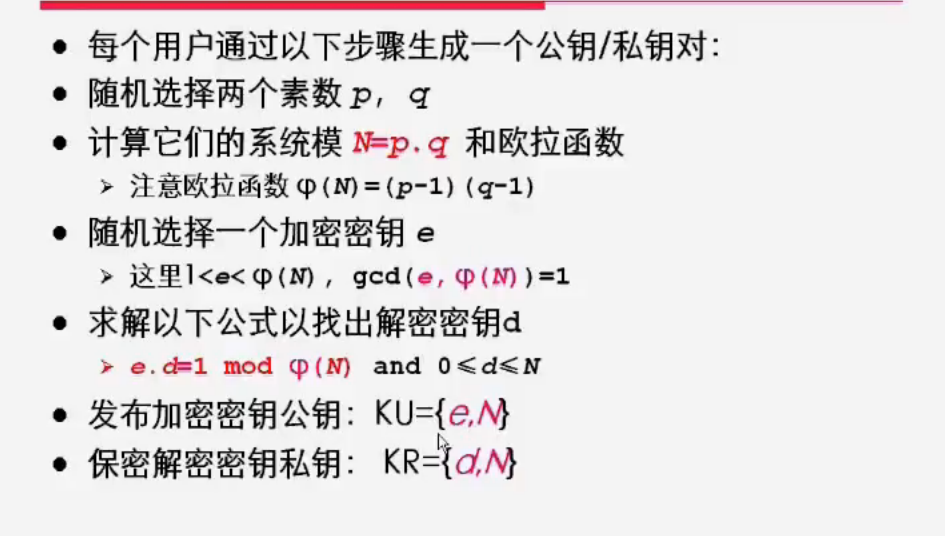 ● 每个用户通过以下步骤生成一个公钥/私钥对：
● 随机选择两个素数 p, q
● 计算它们的系统模 N=p.q 和欧拉函数
➢ 注意欧拉函数 φ(N)=(p-1)(q-1)
● 随机选择一个加密密钥 e
➢ 这里1<e<φ(N), gcd(e,φ(N))=1
● 求解以下公式以找出解密密钥d
➢ e.d=1 mod φ(N) and 0≤d≤N
● 发布加密密钥公钥：KU={e,N}
● 保密解密密钥私钥： KR={d,N}